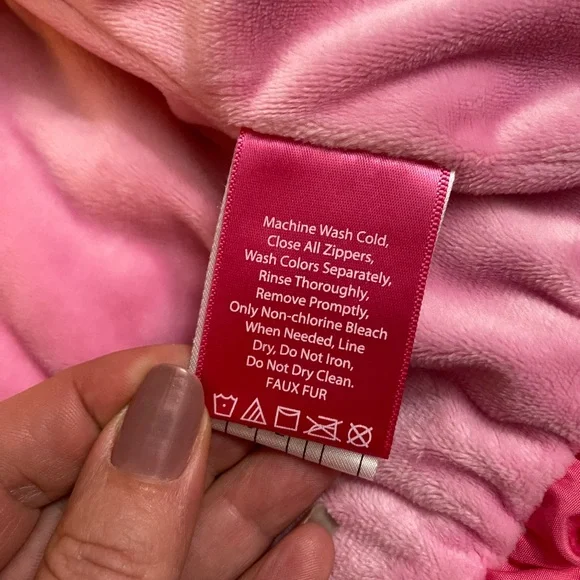 Machine Wash Cold,
Close All Zippers,
Wash Colors Separately,
Rinse Thoroughly,
Remove Promptly,
Only Non-chlorine Bleach
When Needed, Line
Dry, Do Not Iron,
Do Not Dry Clean.
FAUX FUR